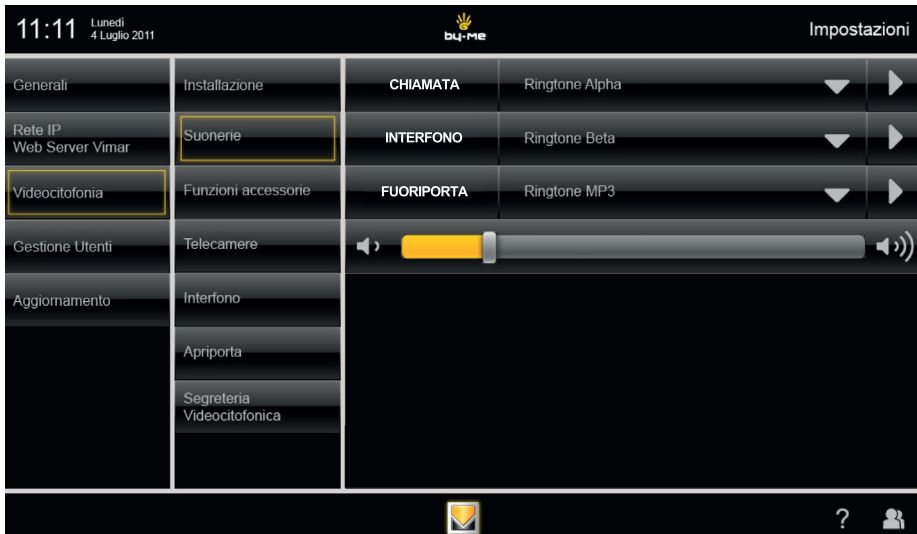 11:11 Lunedì
4 Luglio 2011
by-me
Impostazioni
Generali
Rete IP
Web Server Vimar
Videocitofonia
Gestione Utenti
Aggiornamento
Installazione
Suonerie
Funzioni accessorie
Telecamere
Interfono
Apriporta
Segreteria
Videocitofonica
CHIAMATA Ringtone Alpha
INTERFONO Ringtone Beta
FUORIPORTA Ringtone MP3
?